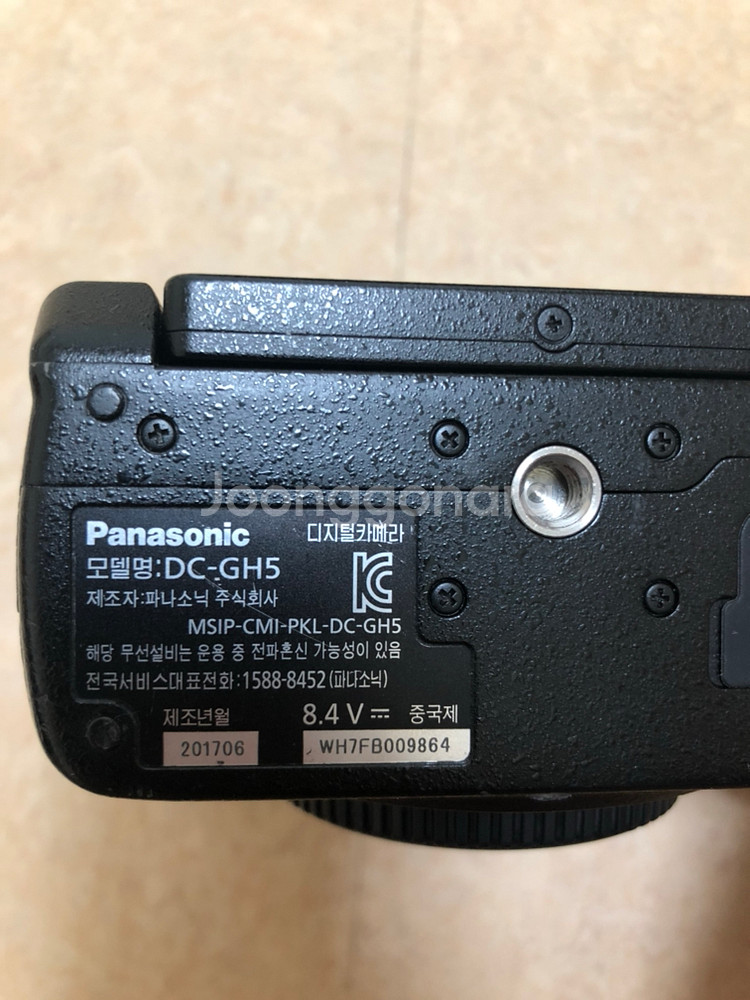 Joonggonar
Panasonic 디지털카메라
모델명:DC-GH5
제조자:파나소닉 주식회사
MSIP-CMI-PKL-DC-GH5
해당 무선설비는 운용 중 전파혼신 가능성이 있음
전국서비스대표전화:1588-8452 (파나소닉)
제조년월 8.4 V ⎓ 중국제
201706 WH7FB009864